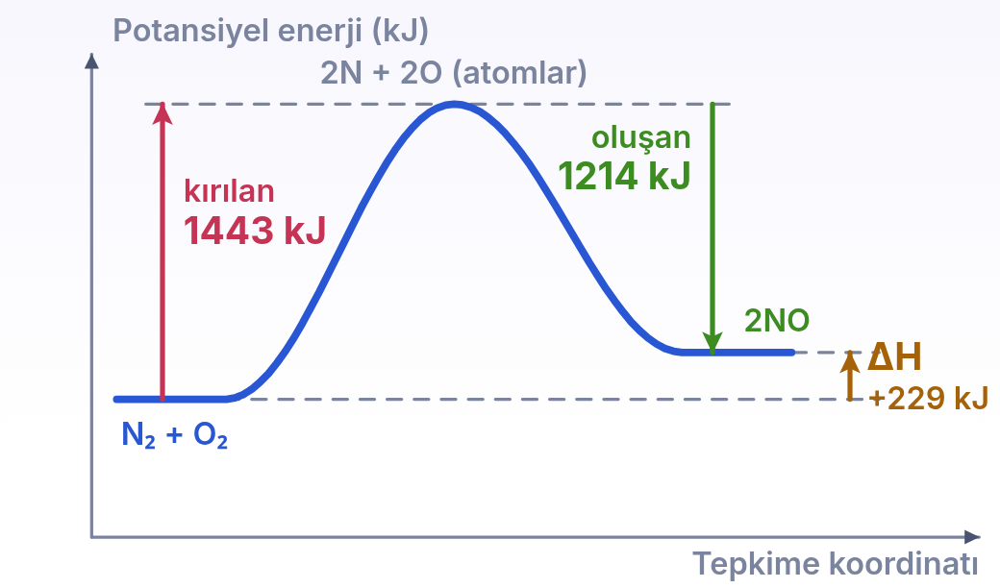 Potansiyel enerji (kJ)
2N + 2O (atomlar)
oluşan
1214 kJ
kırılan
1443 kJ
2NO
ΔH
+229 kJ
N₂ + O₂
Tepkime koordinatı